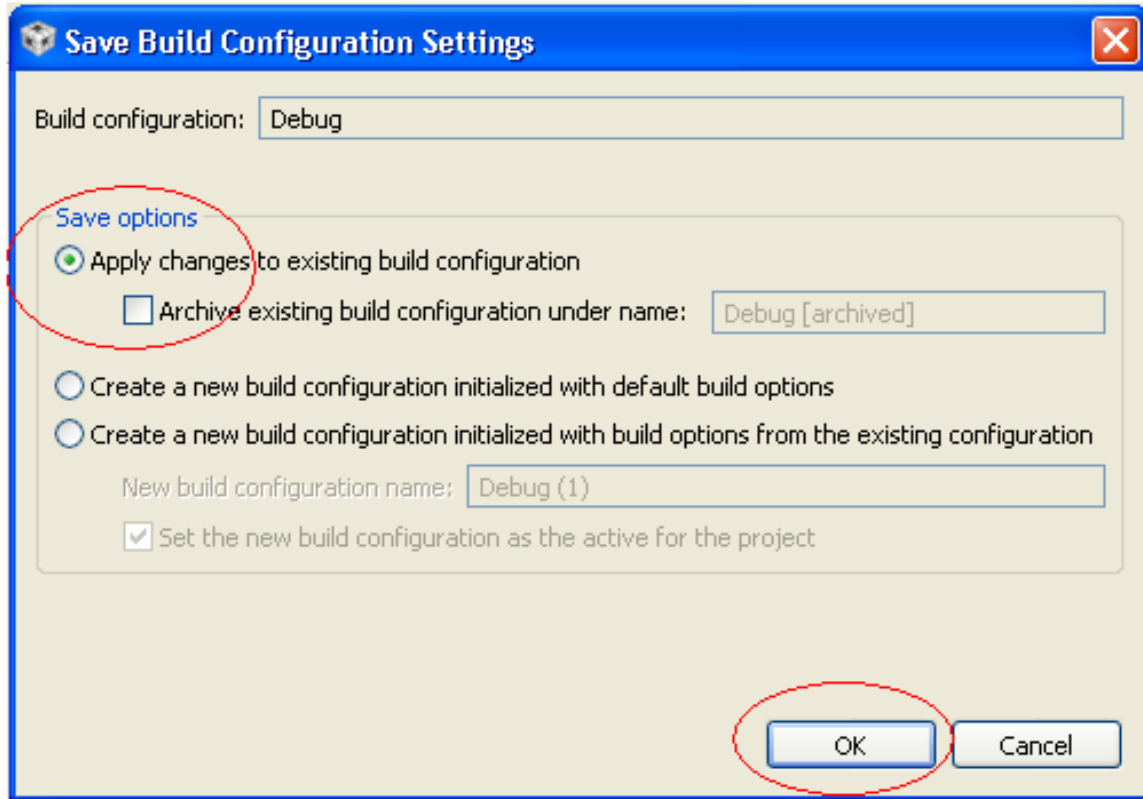 Save Build Configuration Settings
Build configuration: Debug
Save options
Apply changes to existing build configuration
Archive existing build configuration under name: Debug [archived]
Create a new build configuration initialized with default build options
Create a new build configuration initialized with build options from the existing configuration
New build configuration name: Debug (1)
Set the new build configuration as the active for the project
OK Cancel